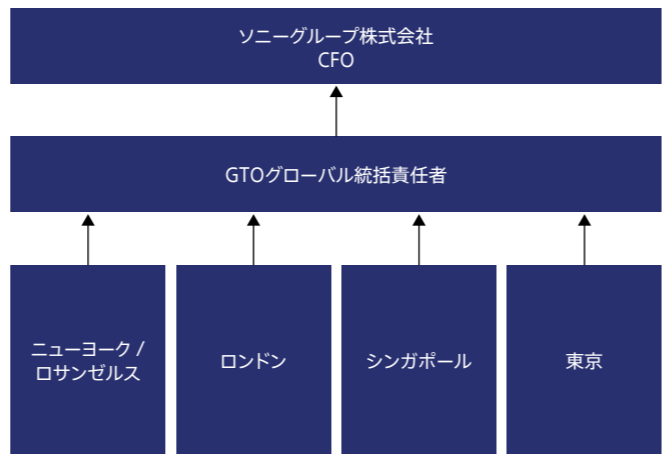 ソニーグループ株式会社
CFO
GTOグローバル統括責任者
ニューヨーク /
ロサンゼルス
ロンドン
シンガポール
東京